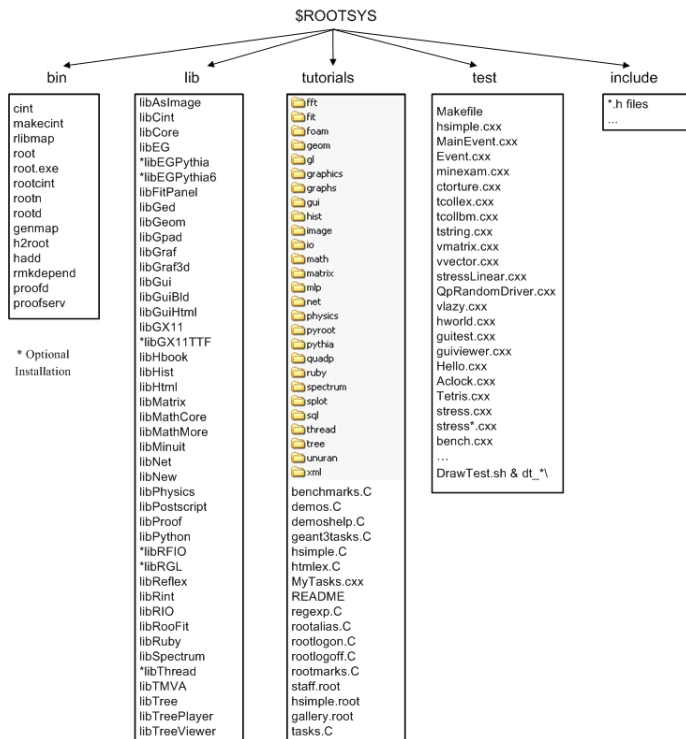 $ROOTSYS
bin
lib
tutorials
test
include
cint
makecint
rlibmap
root
root.exe
rootcint
rootn
rootd
genmap
h2root
hadd
rmkdepend
proofd
proofserv
* Optional
Installation
libAsImage
libCint
libCore
libEG
*libEGPythia
*libEGPythia6
libFitPanel
libGed
libGeom
libGpad
libGraf
libGraf3d
libGui
libGuiBld
libGuiHtml
libGX11
*libGX11TTF
libHbook
libHist
libHtml
libMatrix
libMathCore
libMathMore
libMinuit
libNet
libNew
libPhysics
libPostscript
libProof
libPython
*libRFIO
*libRGL
libReflex
libRint
libRIO
libRooFit
libRuby
libSpectrum
*libThread
libTMVA
libTree
libTreePlayer
libTreeViewer
fft
fit
foam
geom
gl
graphics
graphs
gui
hist
image
io
math
matrix
mlp
net
physics
pyroot
pythia
quadp
ruby
spectrum
splot
sql
thread
tree
unuran
xml
benchmarks.C
demos.C
demoshelp.C
geant3tasks.C
hsimple.C
htmlex.C
MyTasks.cxx
README
regexp.C
rootalias.C
rootlogon.C
rootlogoff.C
rootmarks.C
staff.root
hsimple.root
gallery.root
tasks.C
Makefile
hsimple.cxx
MainEvent.cxx
Event.cxx
minexam.cxx
ctorture.cxx
tcollex.cxx
tcollbm.cxx
tstring.cxx
vmatrix.cxx
vvector.cxx
stressLinear.cxx
QpRandomDriver.cxx
vlazy.cxx
hworld.cxx
guitest.cxx
guiviewer.cxx
Hello.cxx
Aclock.cxx
Tetris.cxx
stress.cxx
stress*.cxx
bench.cxx
...
DrawTest.sh & dt_*\
*.h files
...